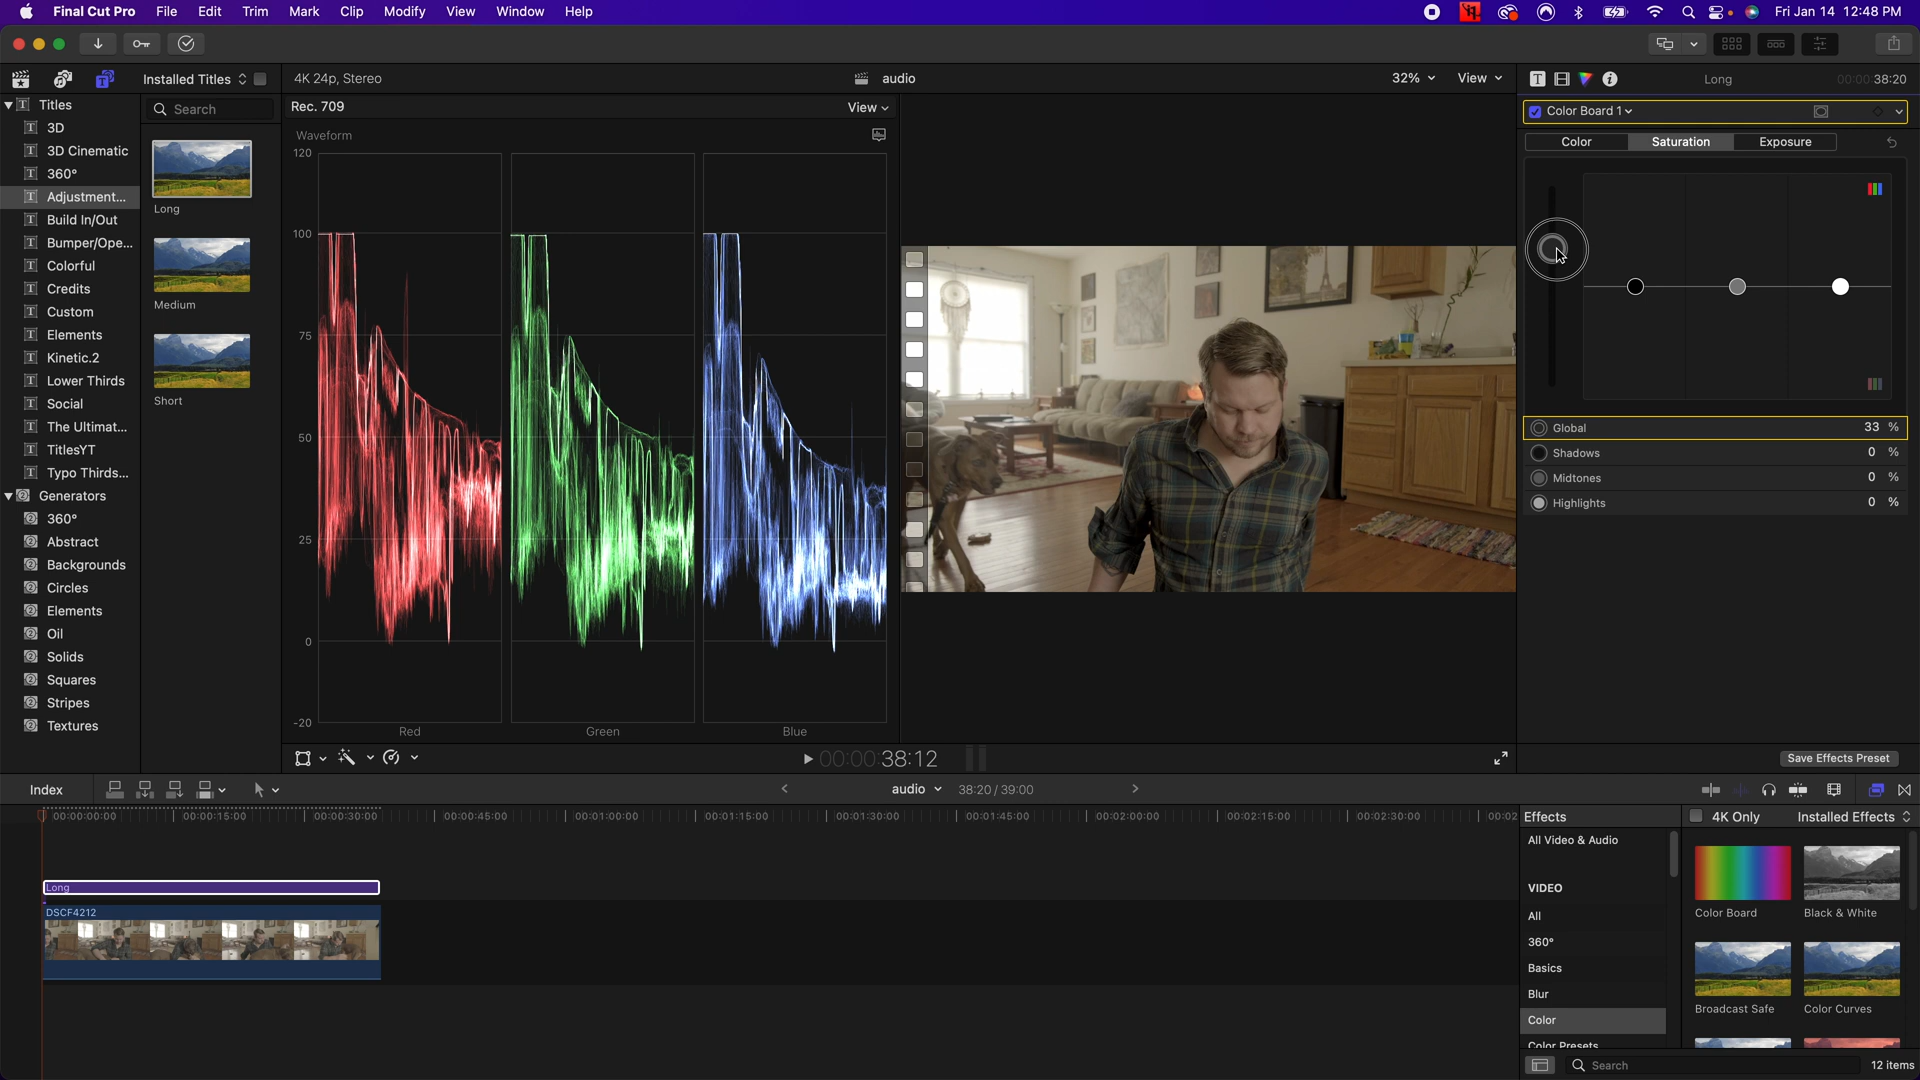 Final Cut Pro File Edit Trim Mark Clip Modify View Window Help Fri Jan 14 12:48 PM
Installed Titles 4K 24p, Stereo audio 32% View Long 00:00:38:20
Titles
3D
3D Cinematic
360°
Adjustment...
Build In/Out
Bumper/Ope...
Colorful
Credits
Custom
Elements
Kinetic.2
Lower Thirds
Social
The Ultimat...
TitlesYT
Typo Thirds...
Generators
360°
Abstract
Backgrounds
Circles
Elements
Oil
Solids
Squares
Stripes
Textures
Search
Long
Medium
Short
Rec. 709 View
Waveform
120
100
75
50
25
0
-20
Red Green Blue
Color Board 1
Color Saturation Exposure
Global 33 %
Shadows 0 %
Midtones 0 %
Highlights 0 %
Save Effects Preset
00:00:38:12
Index audio 38:20 / 39:00
00:00:00:00 00:00:15:00 00:00:30:00 00:00:45:00 00:01:00:00 00:01:15:00 00:01:30:00 00:01:45:00 00:02:00:00 00:02:15:00 00:02:30:00 00:02
Long
DSCF4212
Effects 4K Only Installed Effects
All Video & Audio
VIDEO
All
360°
Basics
Blur
Color
Color Presets
Color Board Black & White
Broadcast Safe Color Curves
Search 12 items